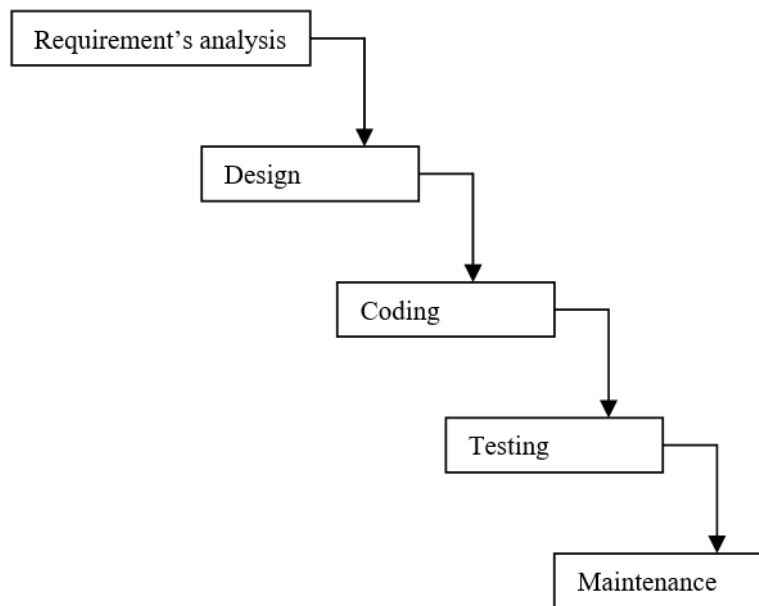 Requirement’s analysis
Design
Coding
Testing
Maintenance